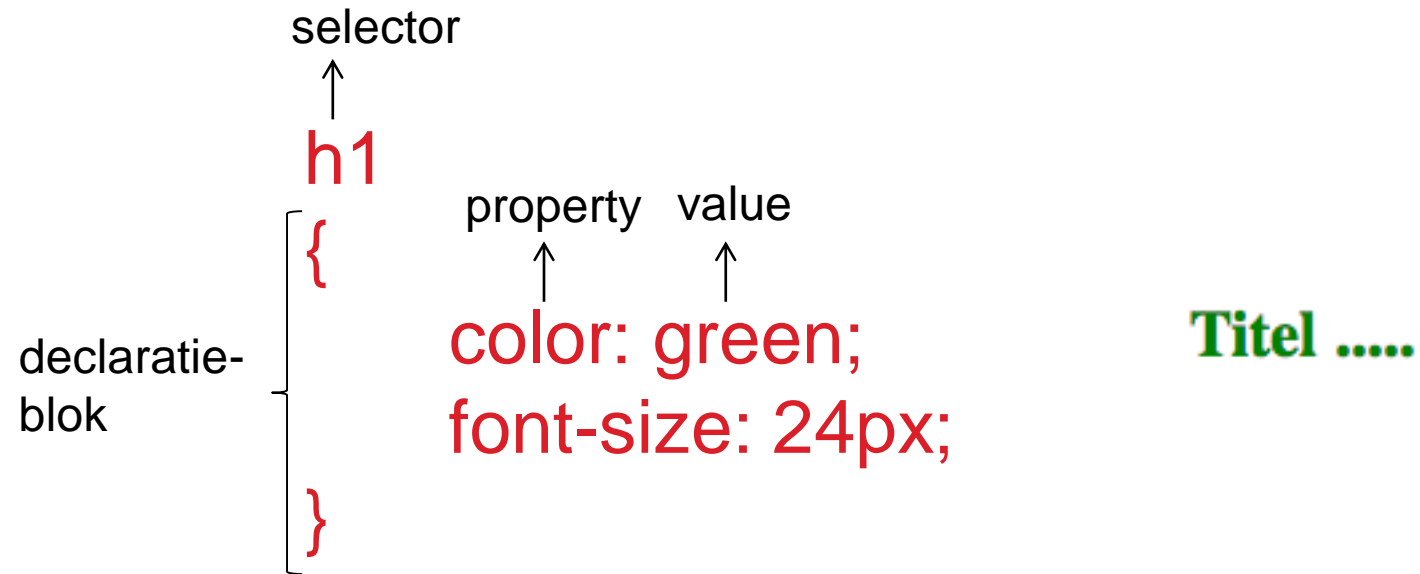 selector
h1
property value
{
color: green;
Titel .....
declaratie-
blok
font-size: 24px;
}